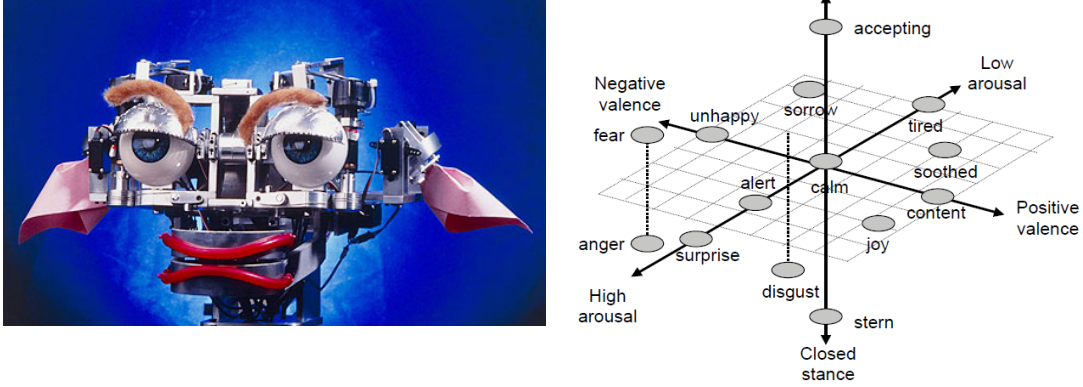 accepting
Low
arousal
Negative
valence
sorrow
unhappy
fear
tired
soothed
calm
alert
content
Positive
valence
joy
anger
surprise
disgust
High
arousal
stern
Closed
stance